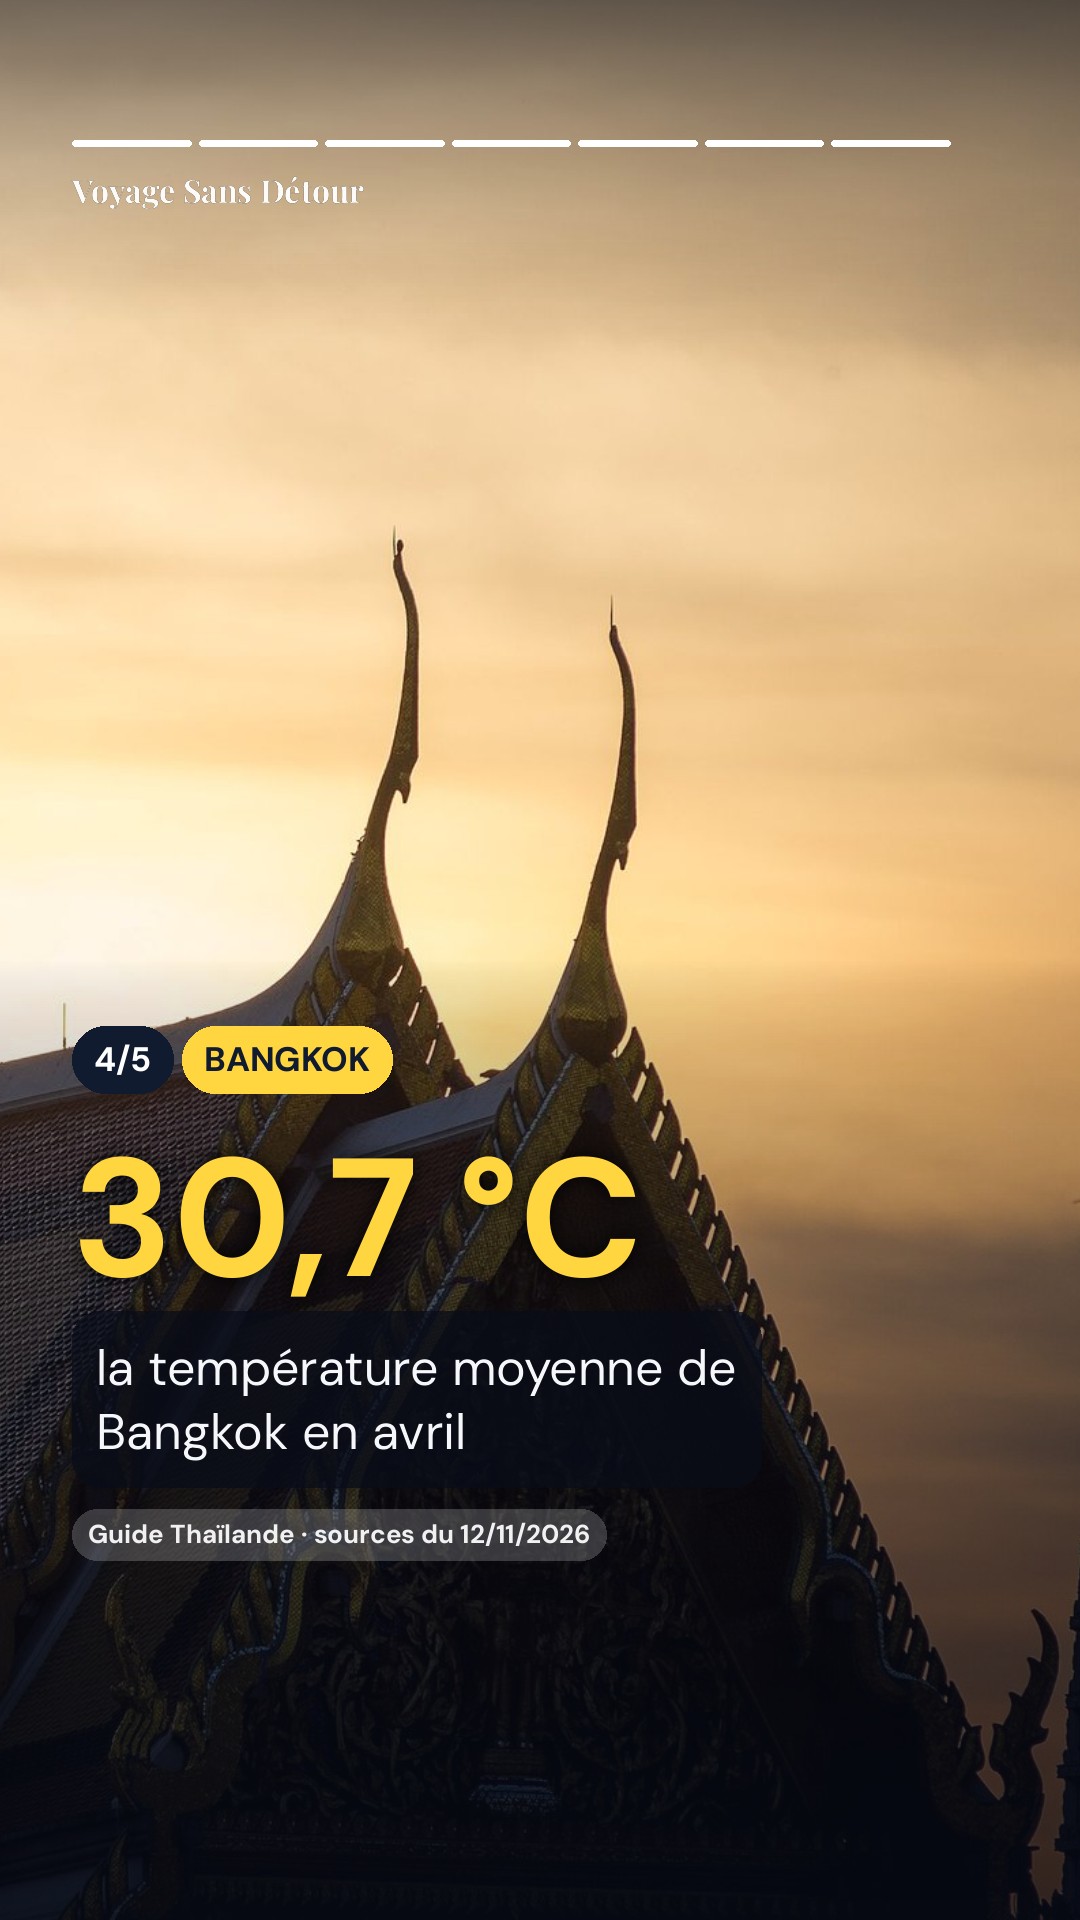 Voyage Sans Détour
4/5 BANGKOK
30,7 °C
la température moyenne de
Bangkok en avril
Guide Thaïlande · sources du 12/11/2026